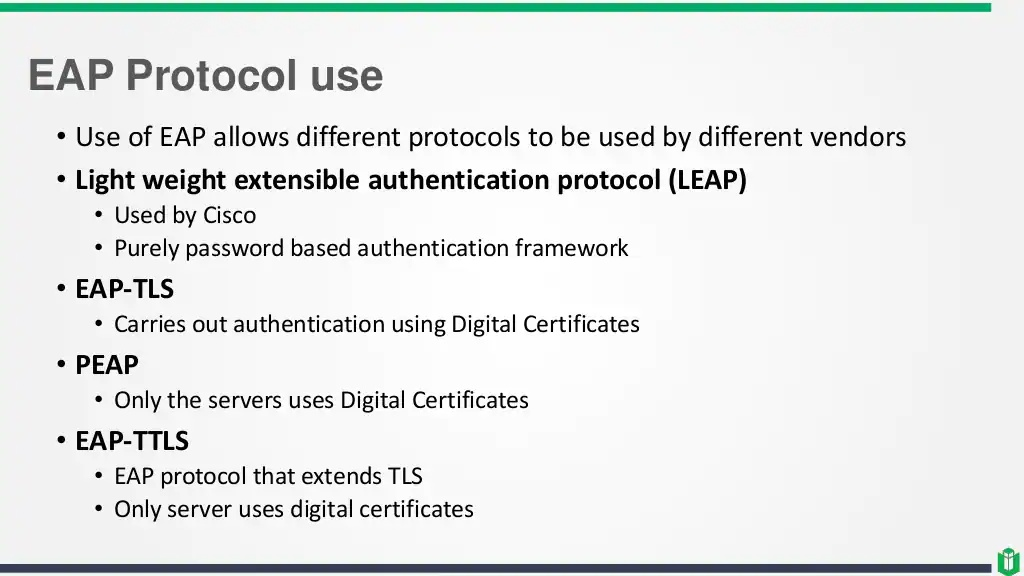 EAP Protocol use
• Use of EAP allows different protocols to be used by different vendors
• Light weight extensible authentication protocol (LEAP)
• Used by Cisco
• Purely password based authentication framework
• EAP-TLS
• Carries out authentication using Digital Certificates
• PEAP
• Only the servers uses Digital Certificates
• EAP-TTLS
• EAP protocol that extends TLS
• Only server uses digital certificates